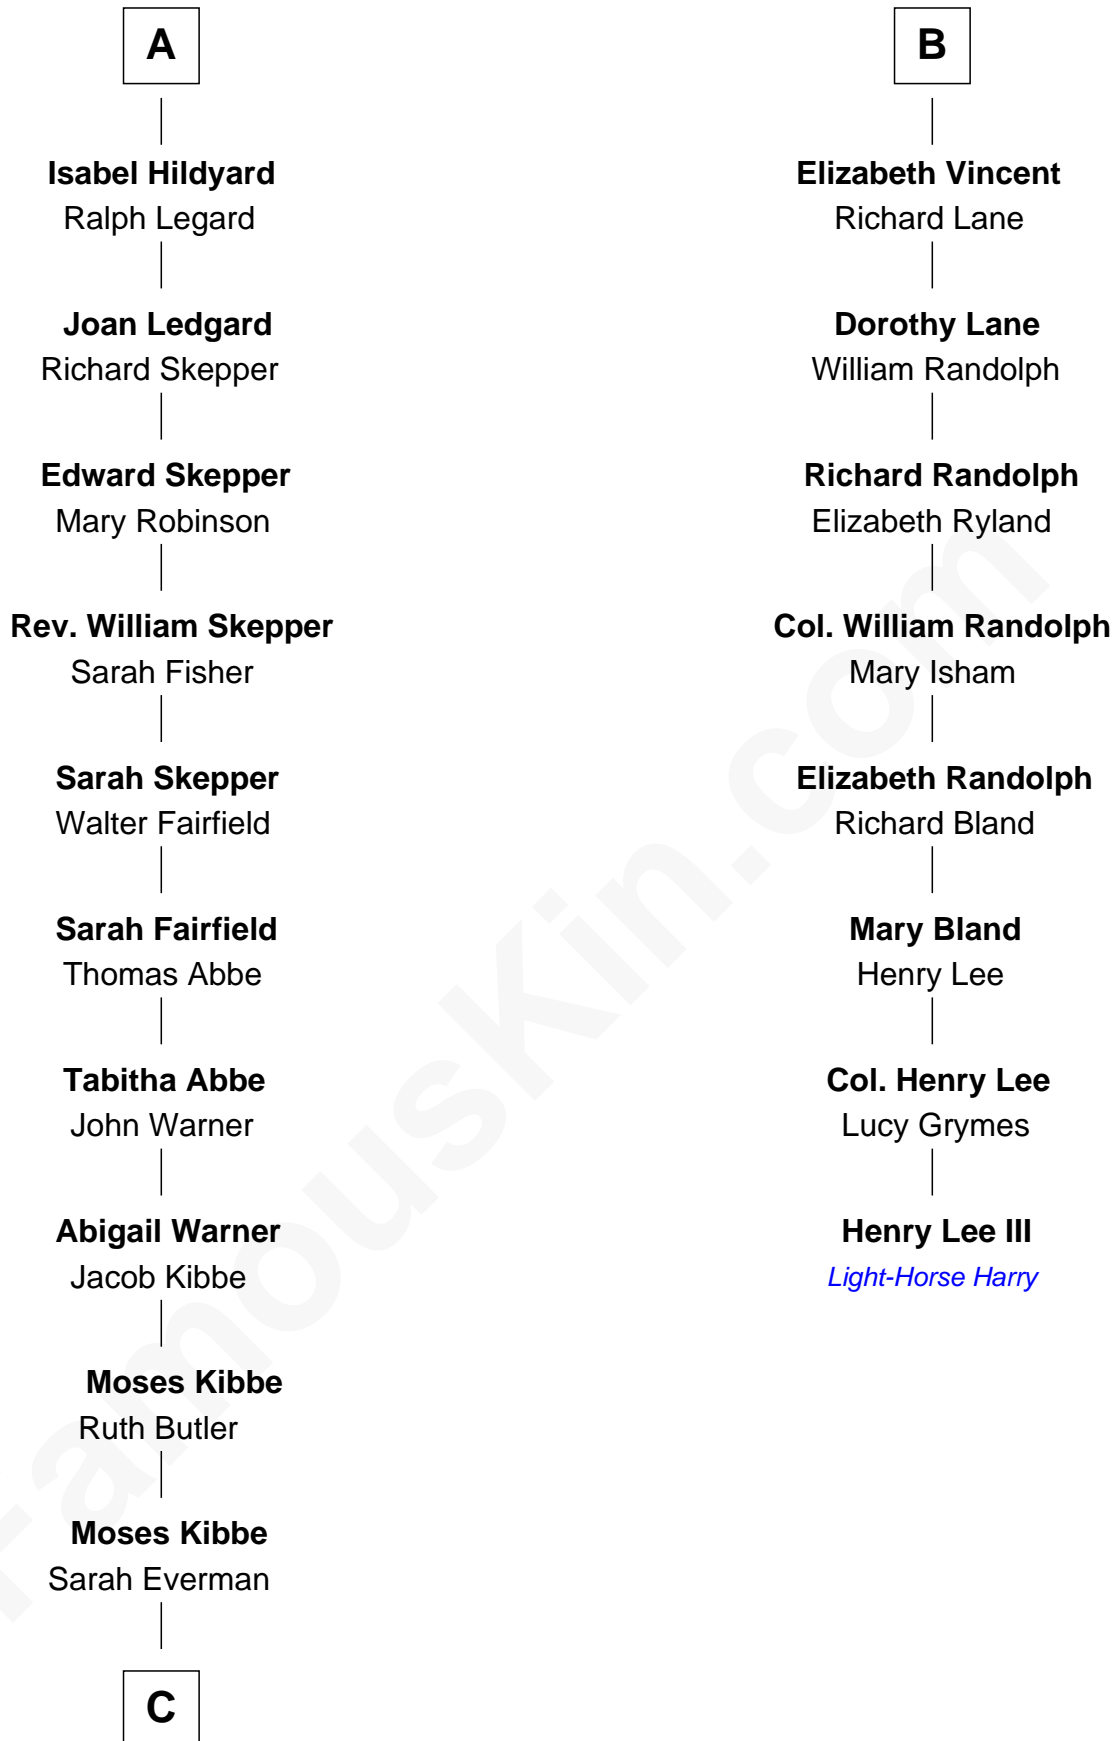 A
Isabel Hildyard
Ralph Legard
Joan Ledgard
Richard Skepper
Edward Skepper
Mary Robinson
Rev. William Skepper
Sarah Fisher
Sarah Skepper
Walter Fairfield
Sarah Fairfield
Thomas Abbe
Tabitha Abbe
John Warner
Abigail Warner
Jacob Kibbe
Moses Kibbe
Ruth Butler
Moses Kibbe
Sarah Everman
C
B
Elizabeth Vincent
Richard Lane
Dorothy Lane
William Randolph
Richard Randolph
Elizabeth Ryland
Col. William Randolph
Mary Isham
Elizabeth Randolph
Richard Bland
Mary Bland
Henry Lee
Col. Henry Lee
Lucy Grymes
Henry Lee III
Light-Horse Harry
FamousKin.com